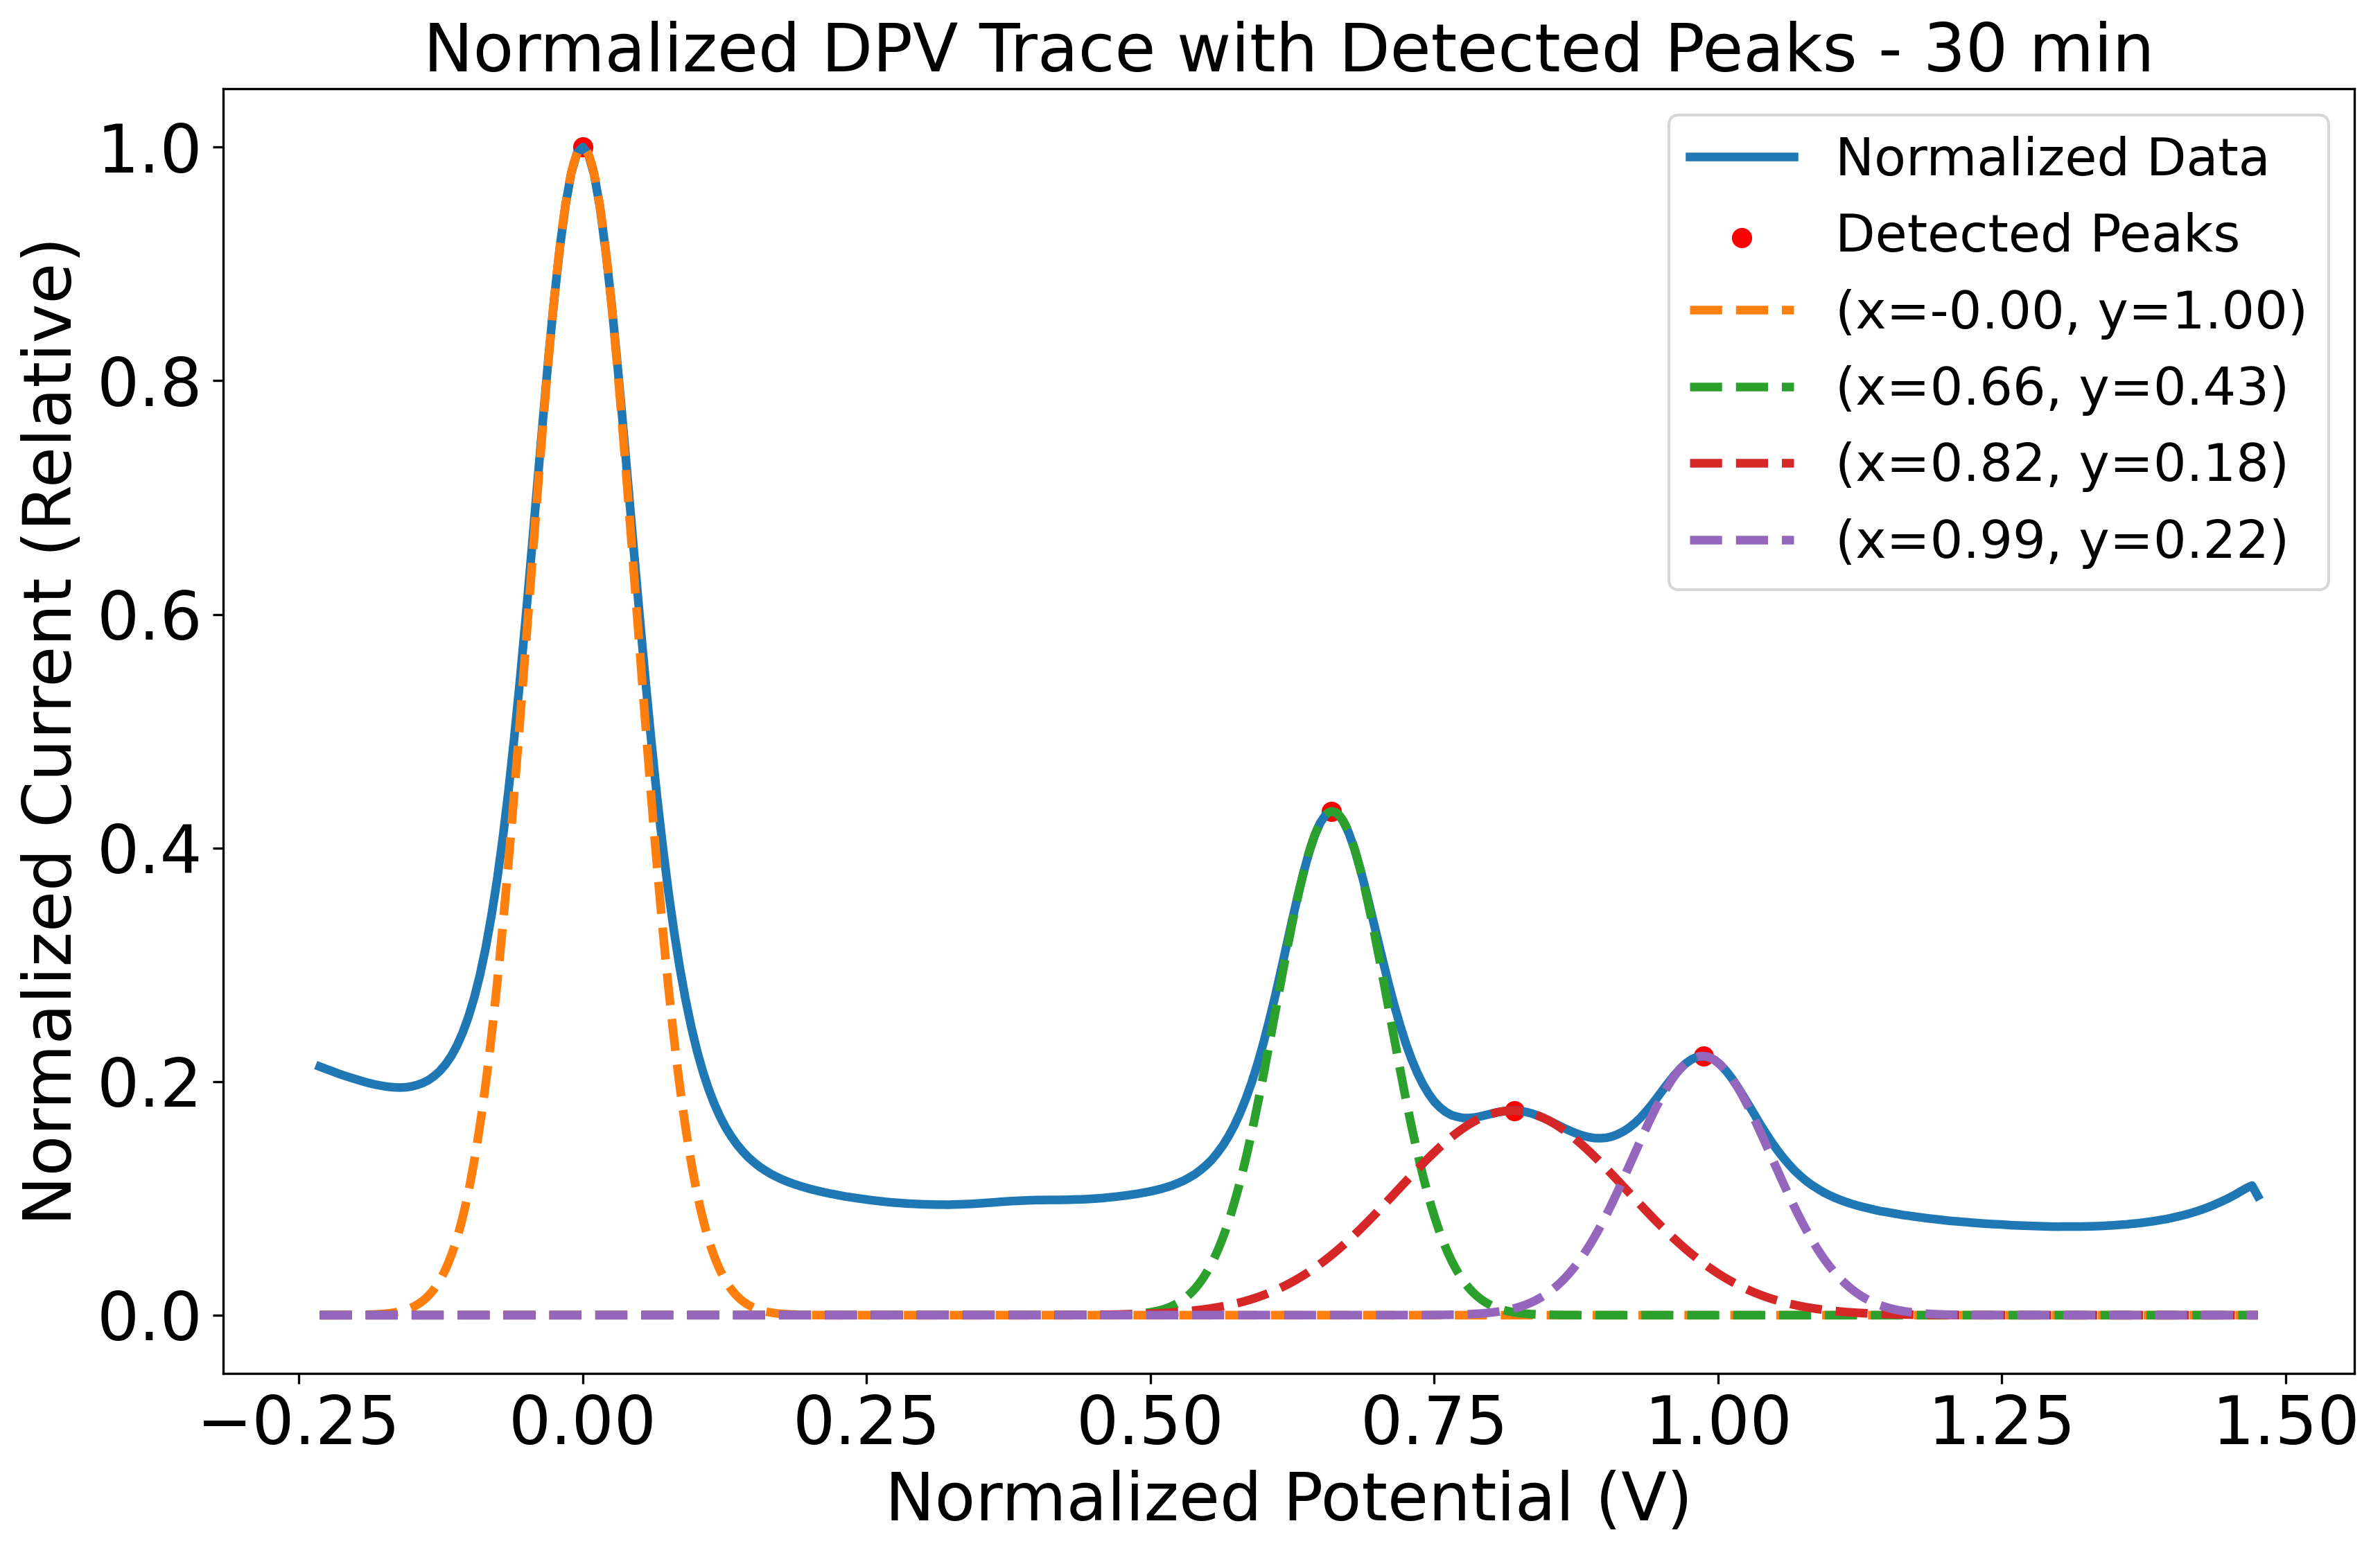 Normalized DPV Trace with Detected Peaks - 30 min
Normalized Current (Relative)
1.0
0.8
0.6
0.4
0.2
0.0
Normalized Data
Detected Peaks
(x=-0.00, y=1.00)
(x=0.66, y=0.43)
(x=0.82, y=0.18)
(x=0.99, y=0.22)
−0.25 0.00 0.25 0.50 0.75 1.00 1.25 1.50
Normalized Potential (V)